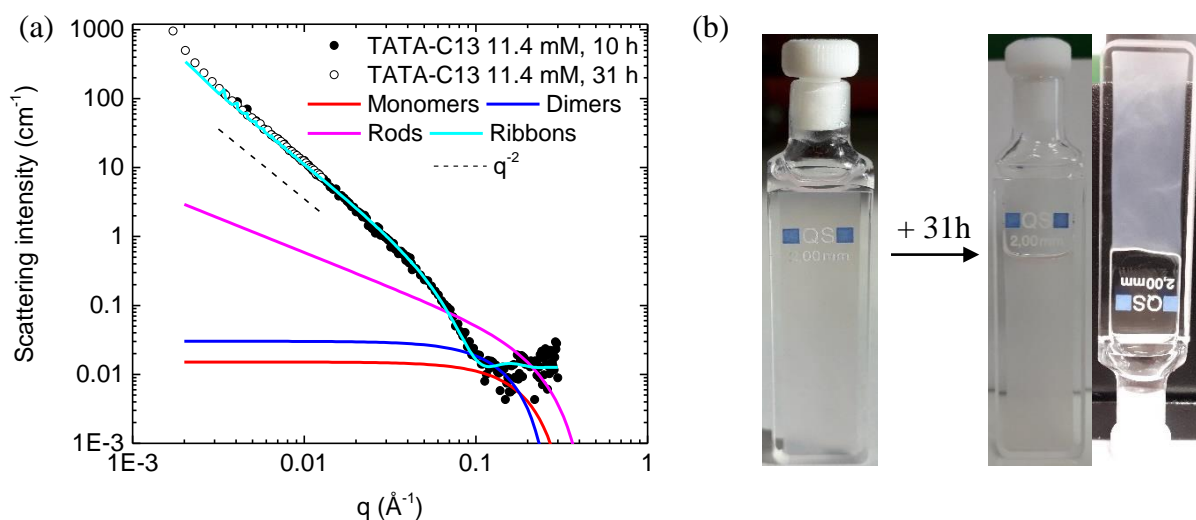 (a)
Scattering intensity (cm⁻¹)
1000
100
10
1
0.1
0.01
1E-3
TATA-C13 11.4 mM, 10 h
TATA-C13 11.4 mM, 31 h
Monomers Dimers
Rods Ribbons
q⁻²
1E-3 0.01 0.1 1
q (Å⁻¹)
(b)
QS
2,00mm
+ 31h
QS
2,00mm
QS
2,00mm